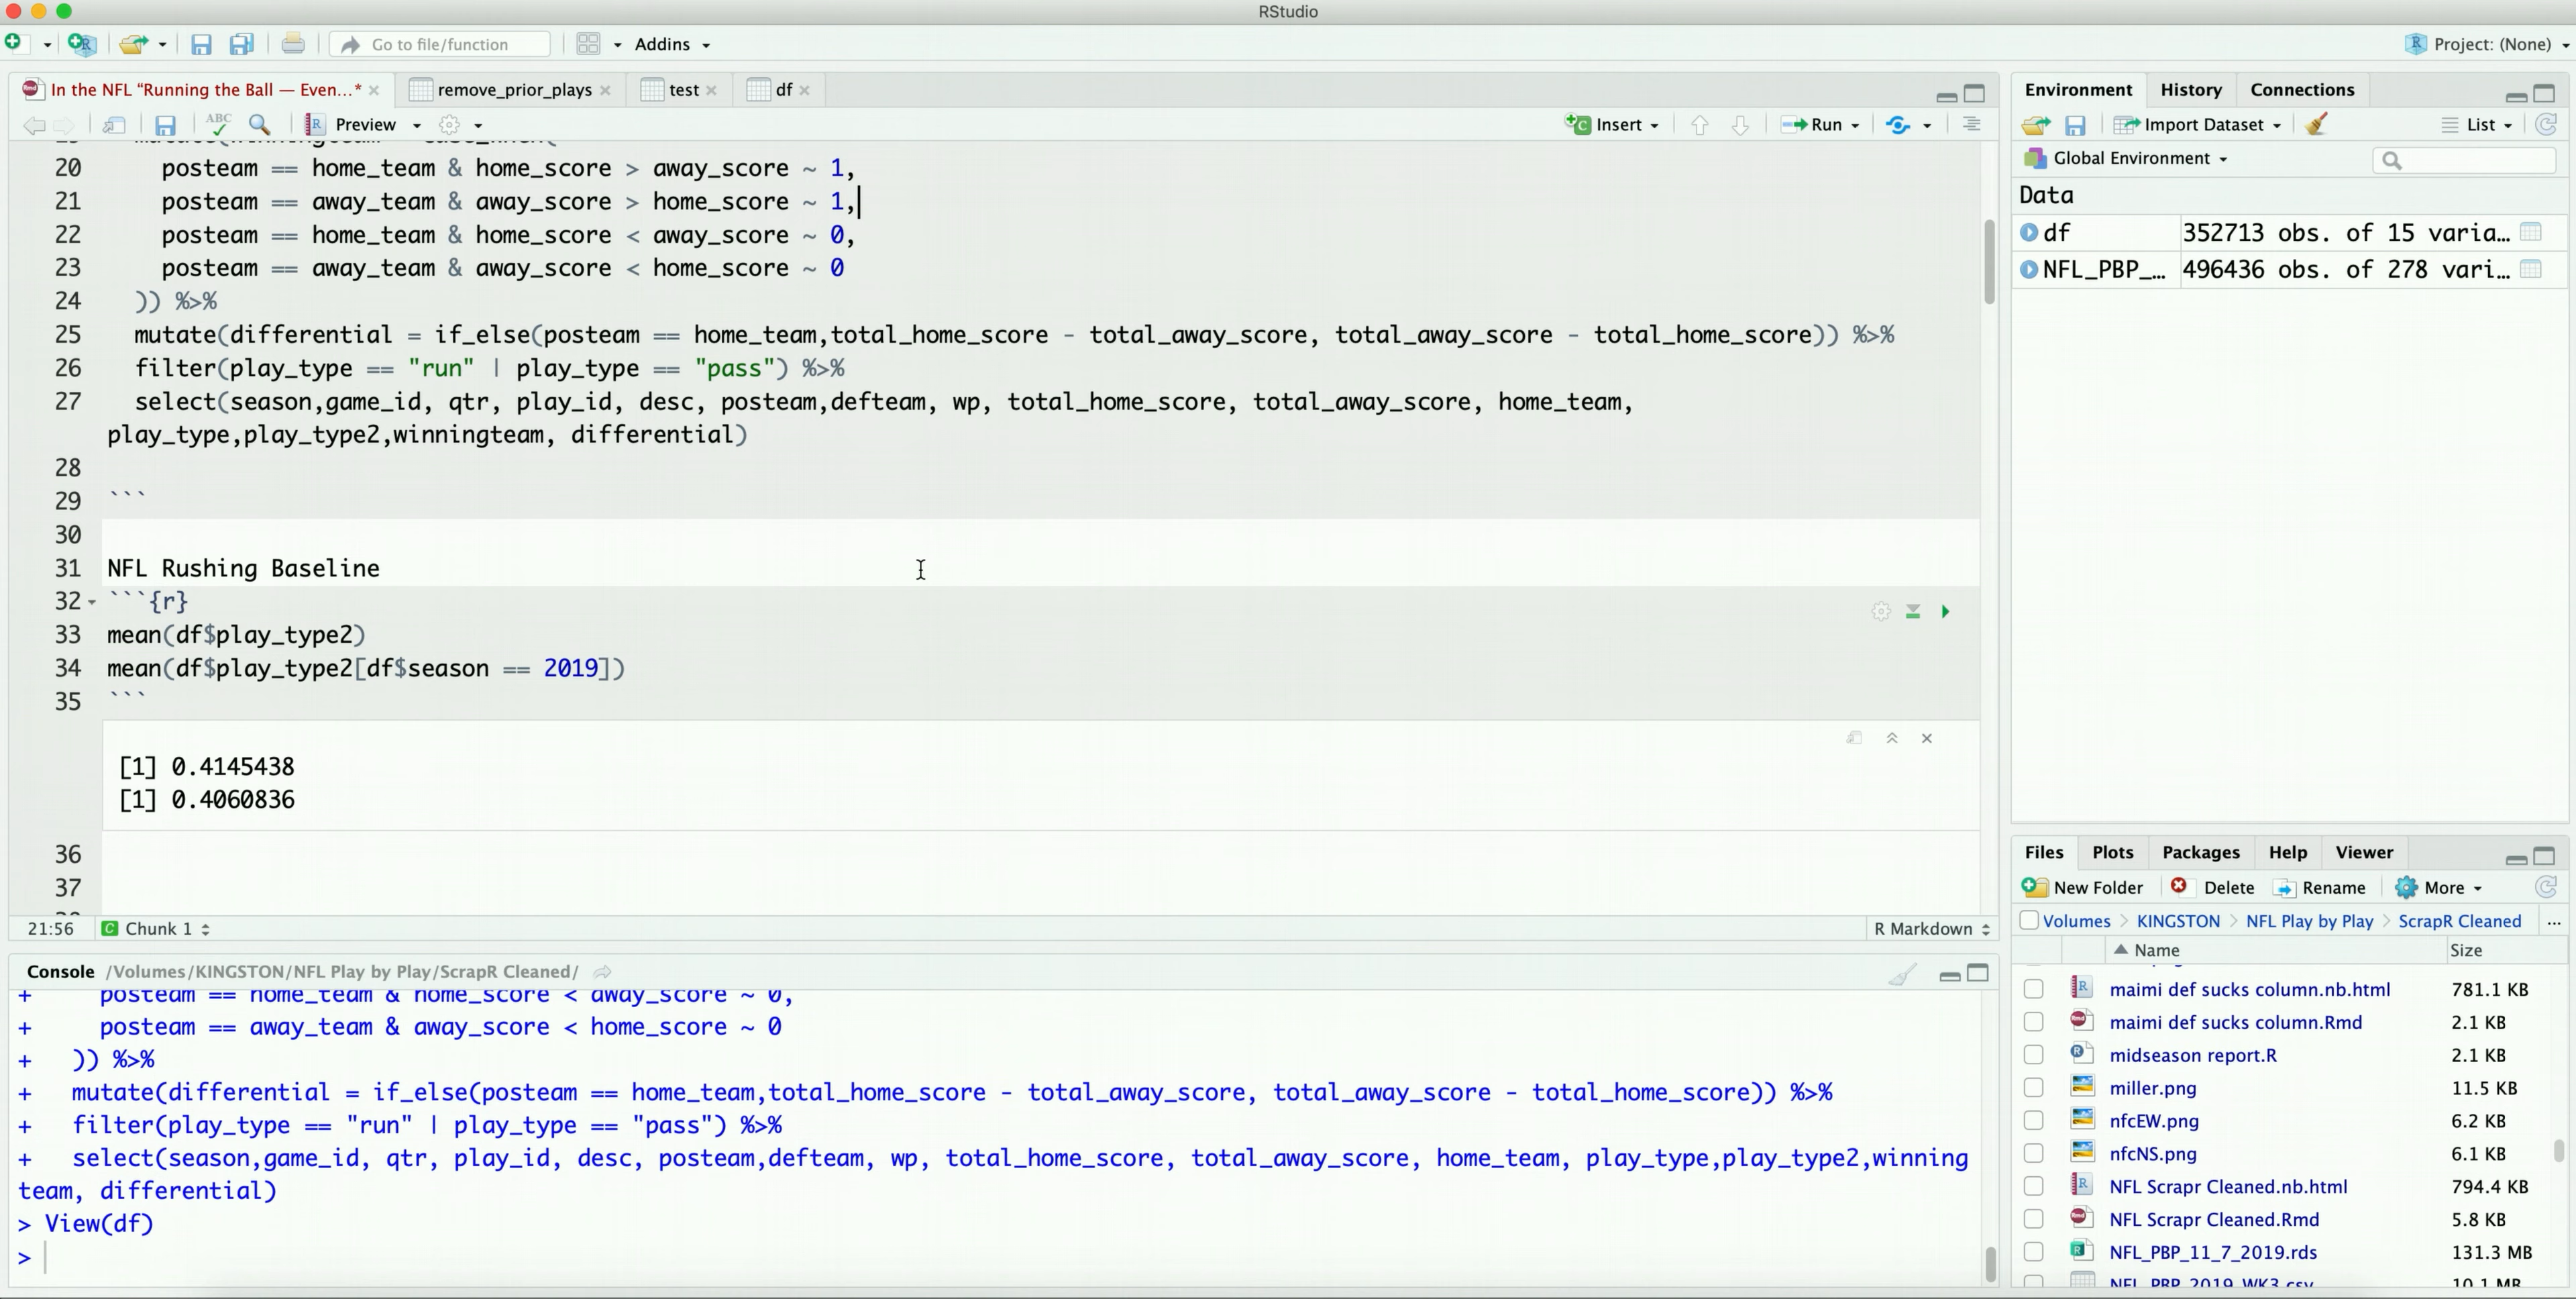 RStudio
Go to file/function
Addins
Project: (None)
In the NFL “Running the Ball — Even...*
remove_prior_plays
test
df
ABC
Preview
Insert
Run
20 posteam == home_team & home_score > away_score ~ 1,
21 posteam == away_team & away_score > home_score ~ 1,
22 posteam == home_team & home_score < away_score ~ 0,
23 posteam == away_team & away_score < home_score ~ 0
24 )) %>%
25 mutate(differential = if_else(posteam == home_team,total_home_score - total_away_score, total_away_score - total_home_score)) %>%
26 filter(play_type == "run" | play_type == "pass") %>%
27 select(season,game_id, qtr, play_id, desc, posteam,defteam, wp, total_home_score, total_away_score, home_team,
play_type,play_type2,winningteam, differential)
28
29 ```
30
31 NFL Rushing Baseline
32 ```{r}
33 mean(df$play_type2)
34 mean(df$play_type2[df$season == 2019])
35 ```
[1] 0.4145438
[1] 0.4060836
36
37
21:56
Chunk 1
R Markdown
Console /Volumes/KINGSTON/NFL Play by Play/ScrapR Cleaned/
+ posteam == home_team & home_score < away_score ~ 0,
+ posteam == away_team & away_score < home_score ~ 0
+ )) %>%
+ mutate(differential = if_else(posteam == home_team,total_home_score - total_away_score, total_away_score - total_home_score)) %>%
+ filter(play_type == "run" | play_type == "pass") %>%
+ select(season,game_id, qtr, play_id, desc, posteam,defteam, wp, total_home_score, total_away_score, home_team, play_type,play_type2,winning
team, differential)
> View(df)
>
Environment
History
Connections
Import Dataset
List
Global Environment
Data
df 352713 obs. of 15 varia...
NFL_PBP_... 496436 obs. of 278 vari...
Files
Plots
Packages
Help
Viewer
New Folder
Delete
Rename
More
Volumes > KINGSTON > NFL Play by Play > ScrapR Cleaned ...
Name Size
maimi def sucks column.nb.html 781.1 KB
maimi def sucks column.Rmd 2.1 KB
midseason report.R 2.1 KB
miller.png 11.5 KB
nfcEW.png 6.2 KB
nfcNS.png 6.1 KB
NFL Scrapr Cleaned.nb.html 794.4 KB
NFL Scrapr Cleaned.Rmd 5.8 KB
NFL_PBP_11_7_2019.rds 131.3 MB
NFL_PBP_2019_WK3.csv 10.1 MB